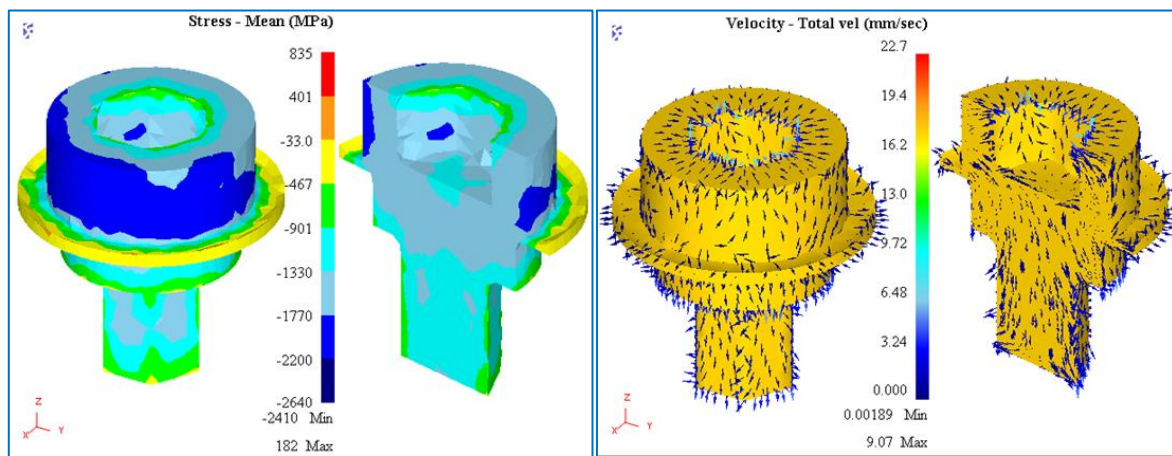 Stress - Mean (MPa)
835
401
-33.0
-467
-901
-1330
-1770
-2200
-2640
-2410 Min
182 Max
Z
X Y
Velocity - Total vel (mm/sec)
22.7
19.4
16.2
13.0
9.72
6.48
3.24
0.000
0.00189 Min
9.07 Max
Z
X Y